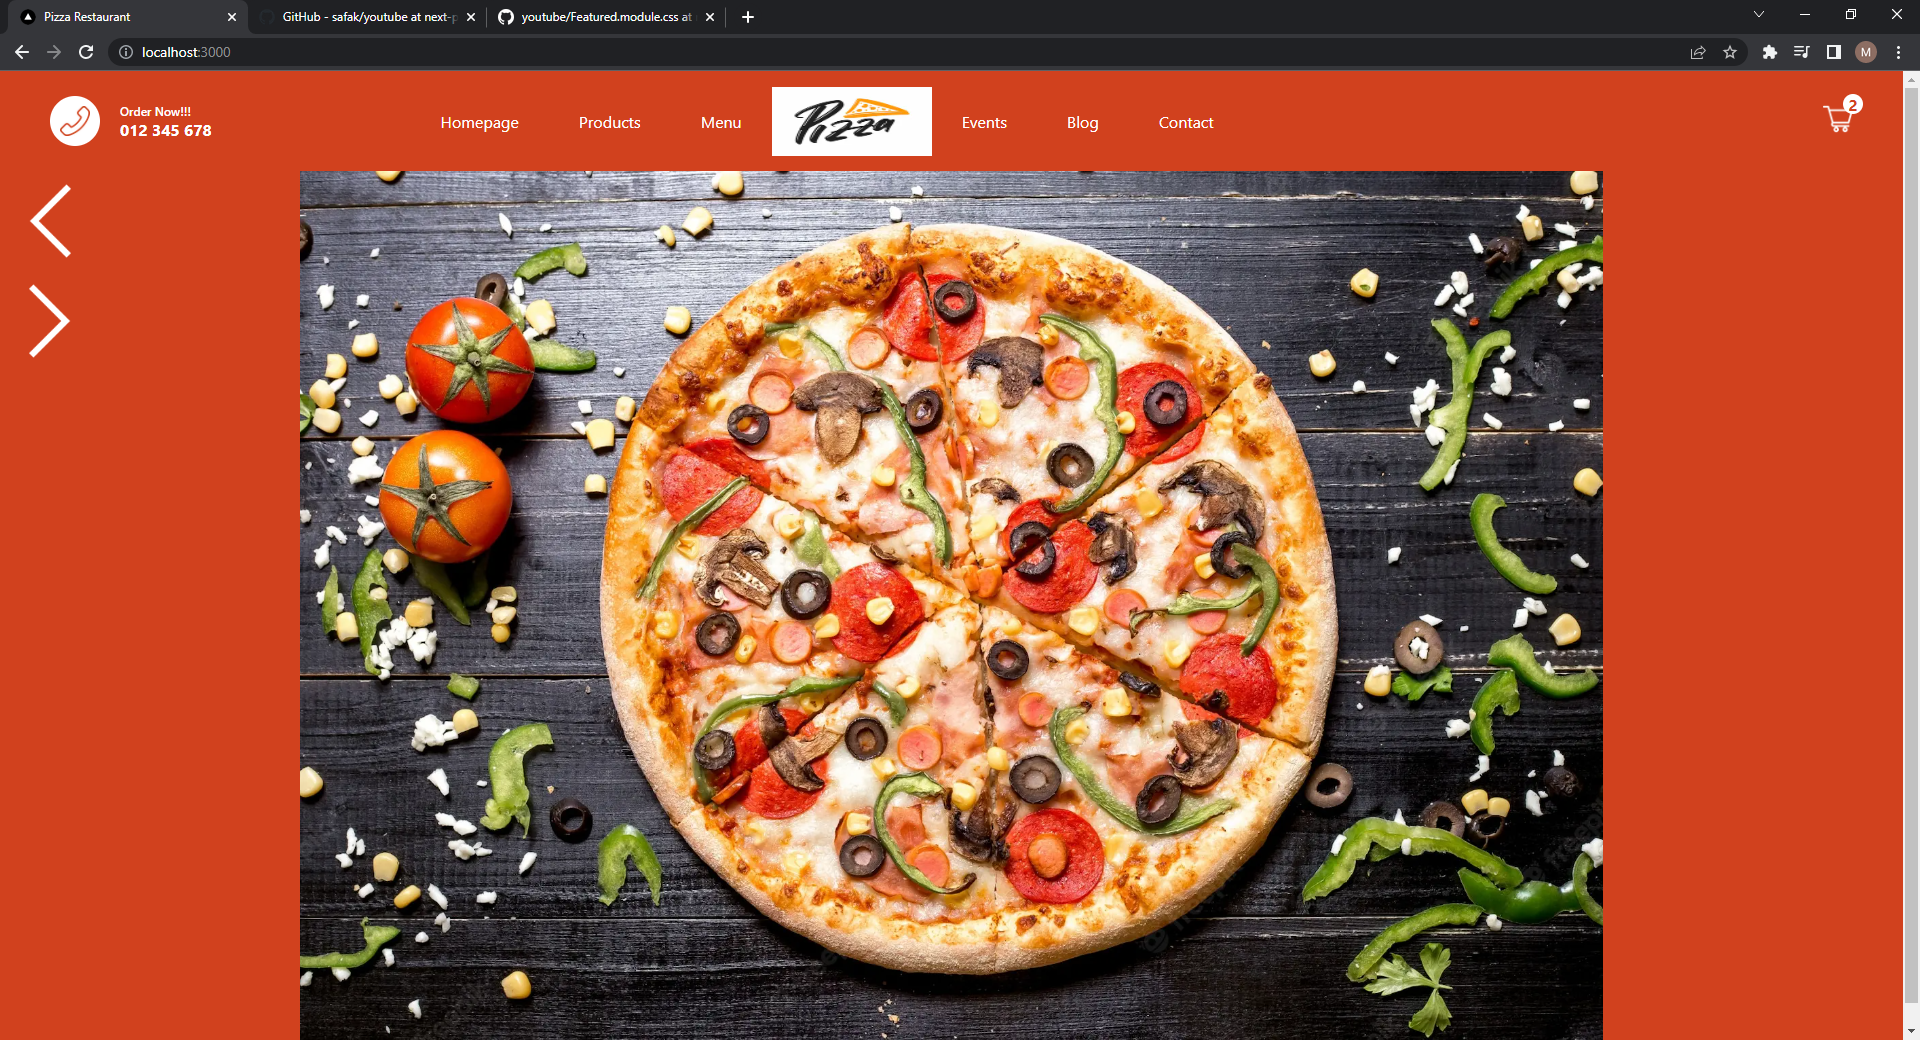 Pizza Restaurant
GitHub - safak/youtube at next-p
youtube/Featured.module.css at
localhost:3000
M
Order Now!!!
012 345 678
Homepage
Products
Menu
Pizza
Events
Blog
Contact
2